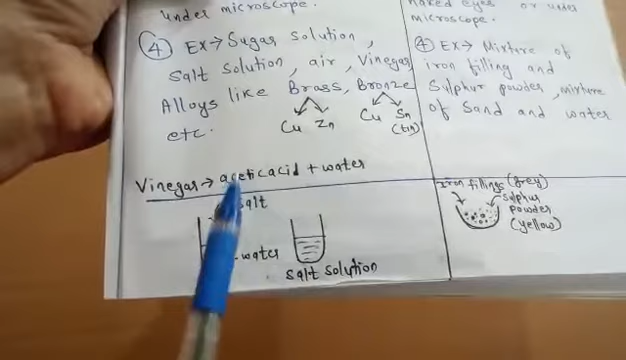 under microscope.
④ Ex→ Sugar solution,
Salt solution, air, Vinegar
Alloys like Brass, Bronze
Cu Zn Cu Sn
(tin)
etc.
Vinegar→ acetic acid + water
salt
water
Salt solution
naked eyes or under
microscope.
④ Ex→ Mixture of
iron filling and
Sulphur powder, mixture
of Sand and water
iron fillings (grey)
Sulphur
powder
(yellow)